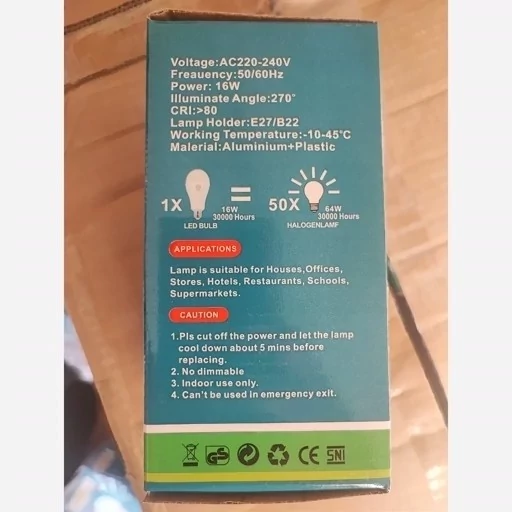 Voltage:AC220-240V
Freauency:50/60Hz
Power: 16W
Illuminate Angle:270°
CRI:>80
Lamp Holder:E27/B22
Working Temperature:-10-45℃
Malerial:Aluminium+Plastic
1X = 50X
16W 30000 Hours
64W 30000 Hours
LED BULB
HALOGENLAMF
APPLICATIONS
Lamp is suitable for Houses,Offices,
Stores, Hotels, Restaurants, Schools,
Supermarkets.
CAUTION
1.Pls cut off the power and let the lamp
cool down about 5 mins before
replacing.
2. No dimmable
3. Indoor use only.
4. Can't be used in emergency exit.
GS CE SNI